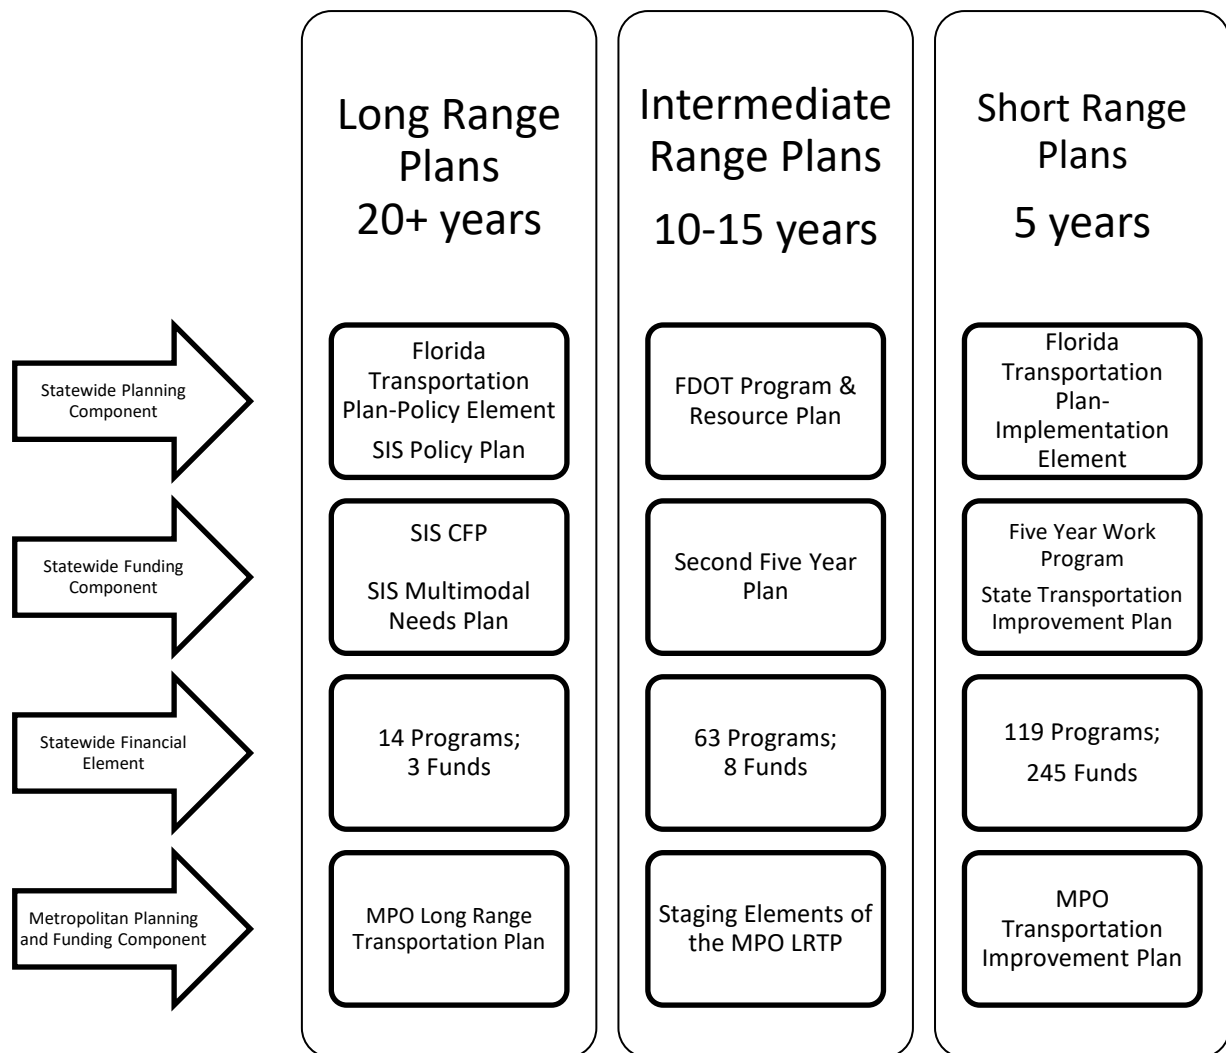 Long Range
Plans
20+ years
Intermediate
Range Plans
10-15 years
Short Range
Plans
5 years
Statewide Planning
Component
Florida
Transportation
Plan-Policy Element
SIS Policy Plan
FDOT Program &
Resource Plan
Florida
Transportation
Plan-
Implementation
Element
Statewide Funding
Component
SIS CFP
SIS Multimodal
Needs Plan
Second Five Year
Plan
Five Year Work
Program
State Transportation
Improvement Plan
Statewide Financial
Element
14 Programs;
3 Funds
63 Programs;
8 Funds
119 Programs;
245 Funds
Metropolitan Planning
and Funding Component
MPO Long Range
Transportation Plan
Staging Elements of
the MPO LRTP
MPO
Transportation
Improvement Plan